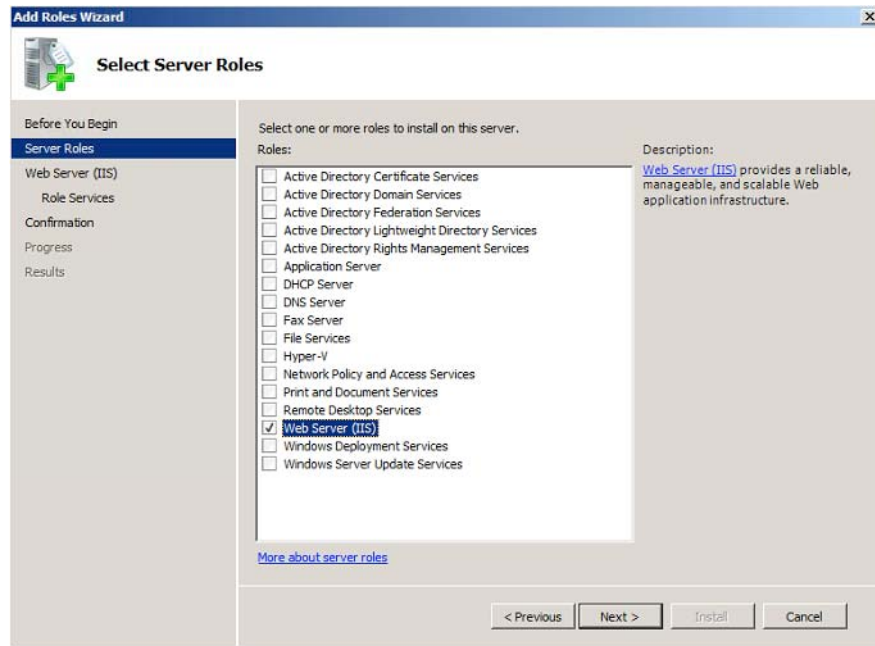 Add Roles Wizard
Select Server Roles
Before You Begin
Server Roles
Web Server (IIS)
Role Services
Confirmation
Progress
Results
Select one or more roles to install on this server.
Roles:
Active Directory Certificate Services
Active Directory Domain Services
Active Directory Federation Services
Active Directory Lightweight Directory Services
Active Directory Rights Management Services
Application Server
DHCP Server
DNS Server
Fax Server
File Services
Hyper-V
Network Policy and Access Services
Print and Document Services
Remote Desktop Services
Web Server (IIS)
Windows Deployment Services
Windows Server Update Services
More about server roles
Description:
Web Server (IIS) provides a reliable,
manageable, and scalable Web
application infrastructure.
< Previous
Next >
Install
Cancel